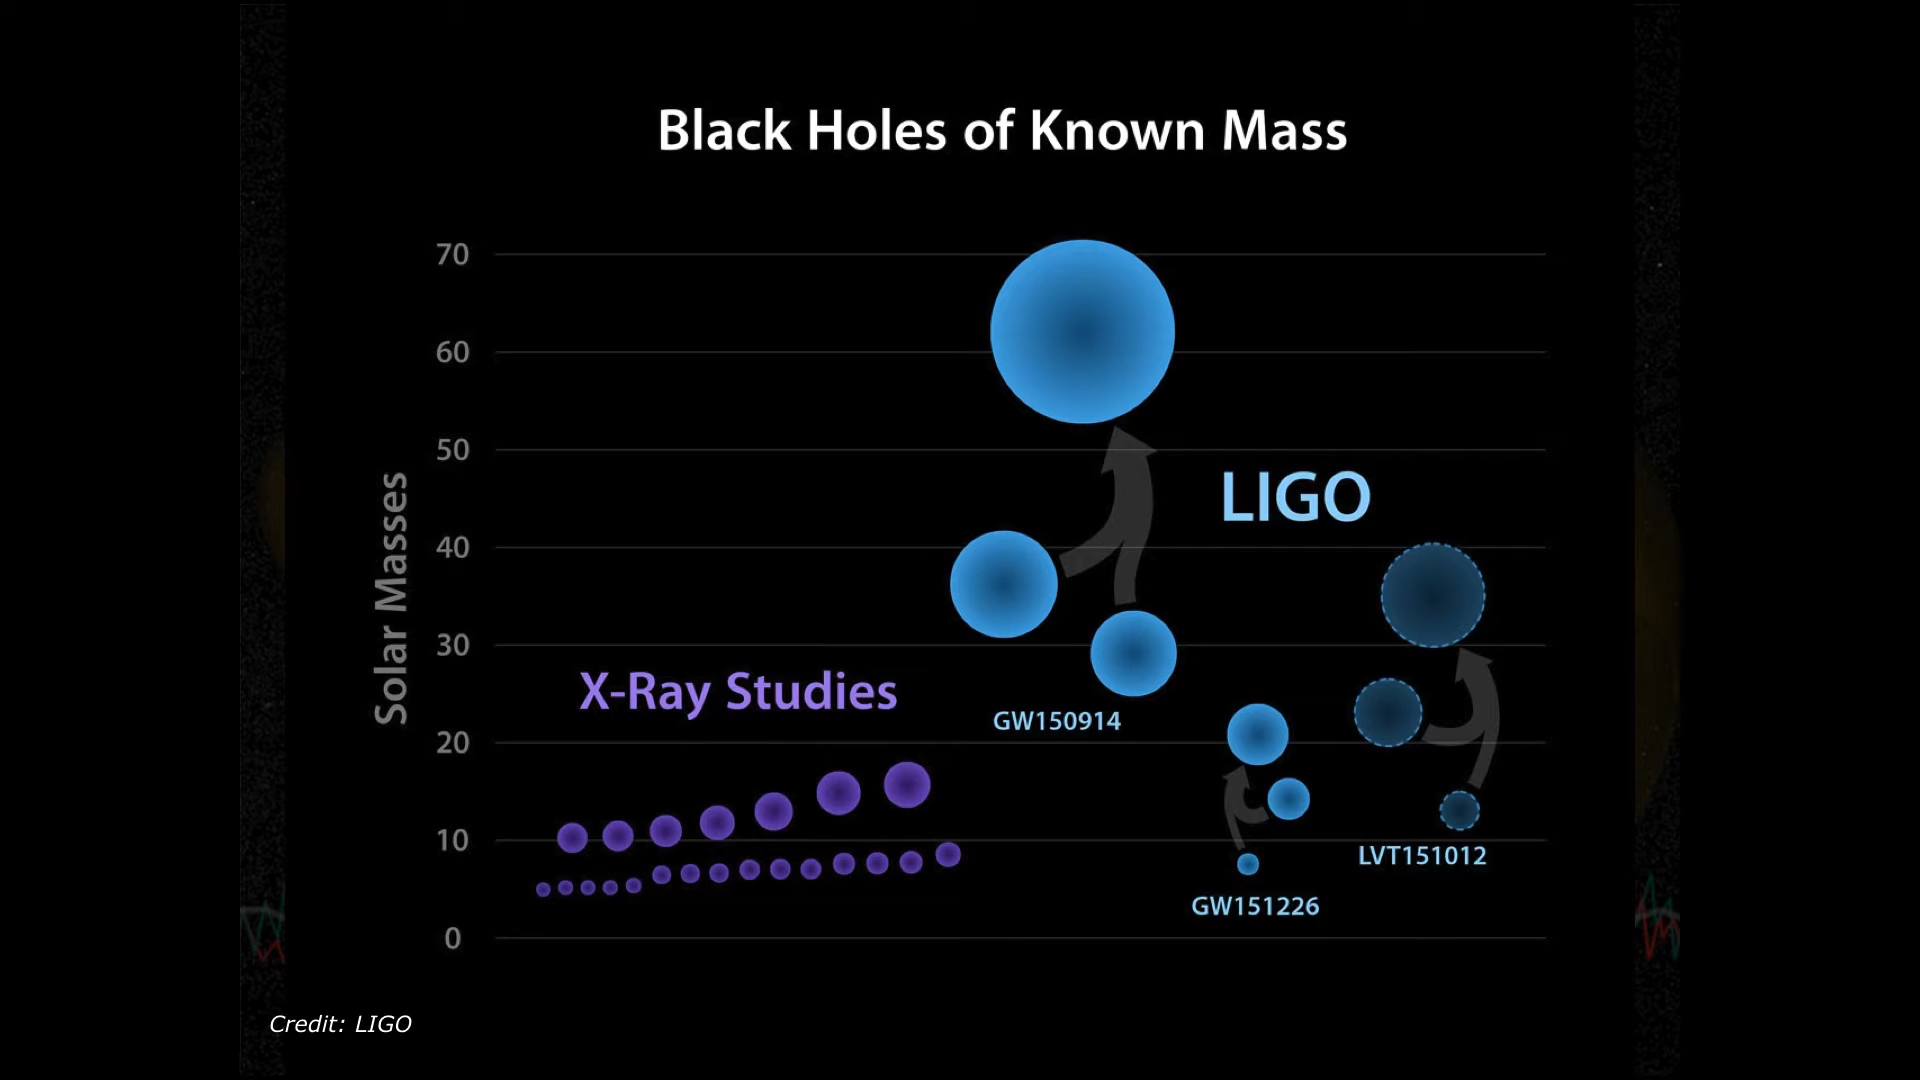 Black Holes of Known Mass
70
60
50
40
30
20
10
0
Solar Masses
LIGO
X-Ray Studies
GW150914
LVT151012
GW151226
Credit: LIGO